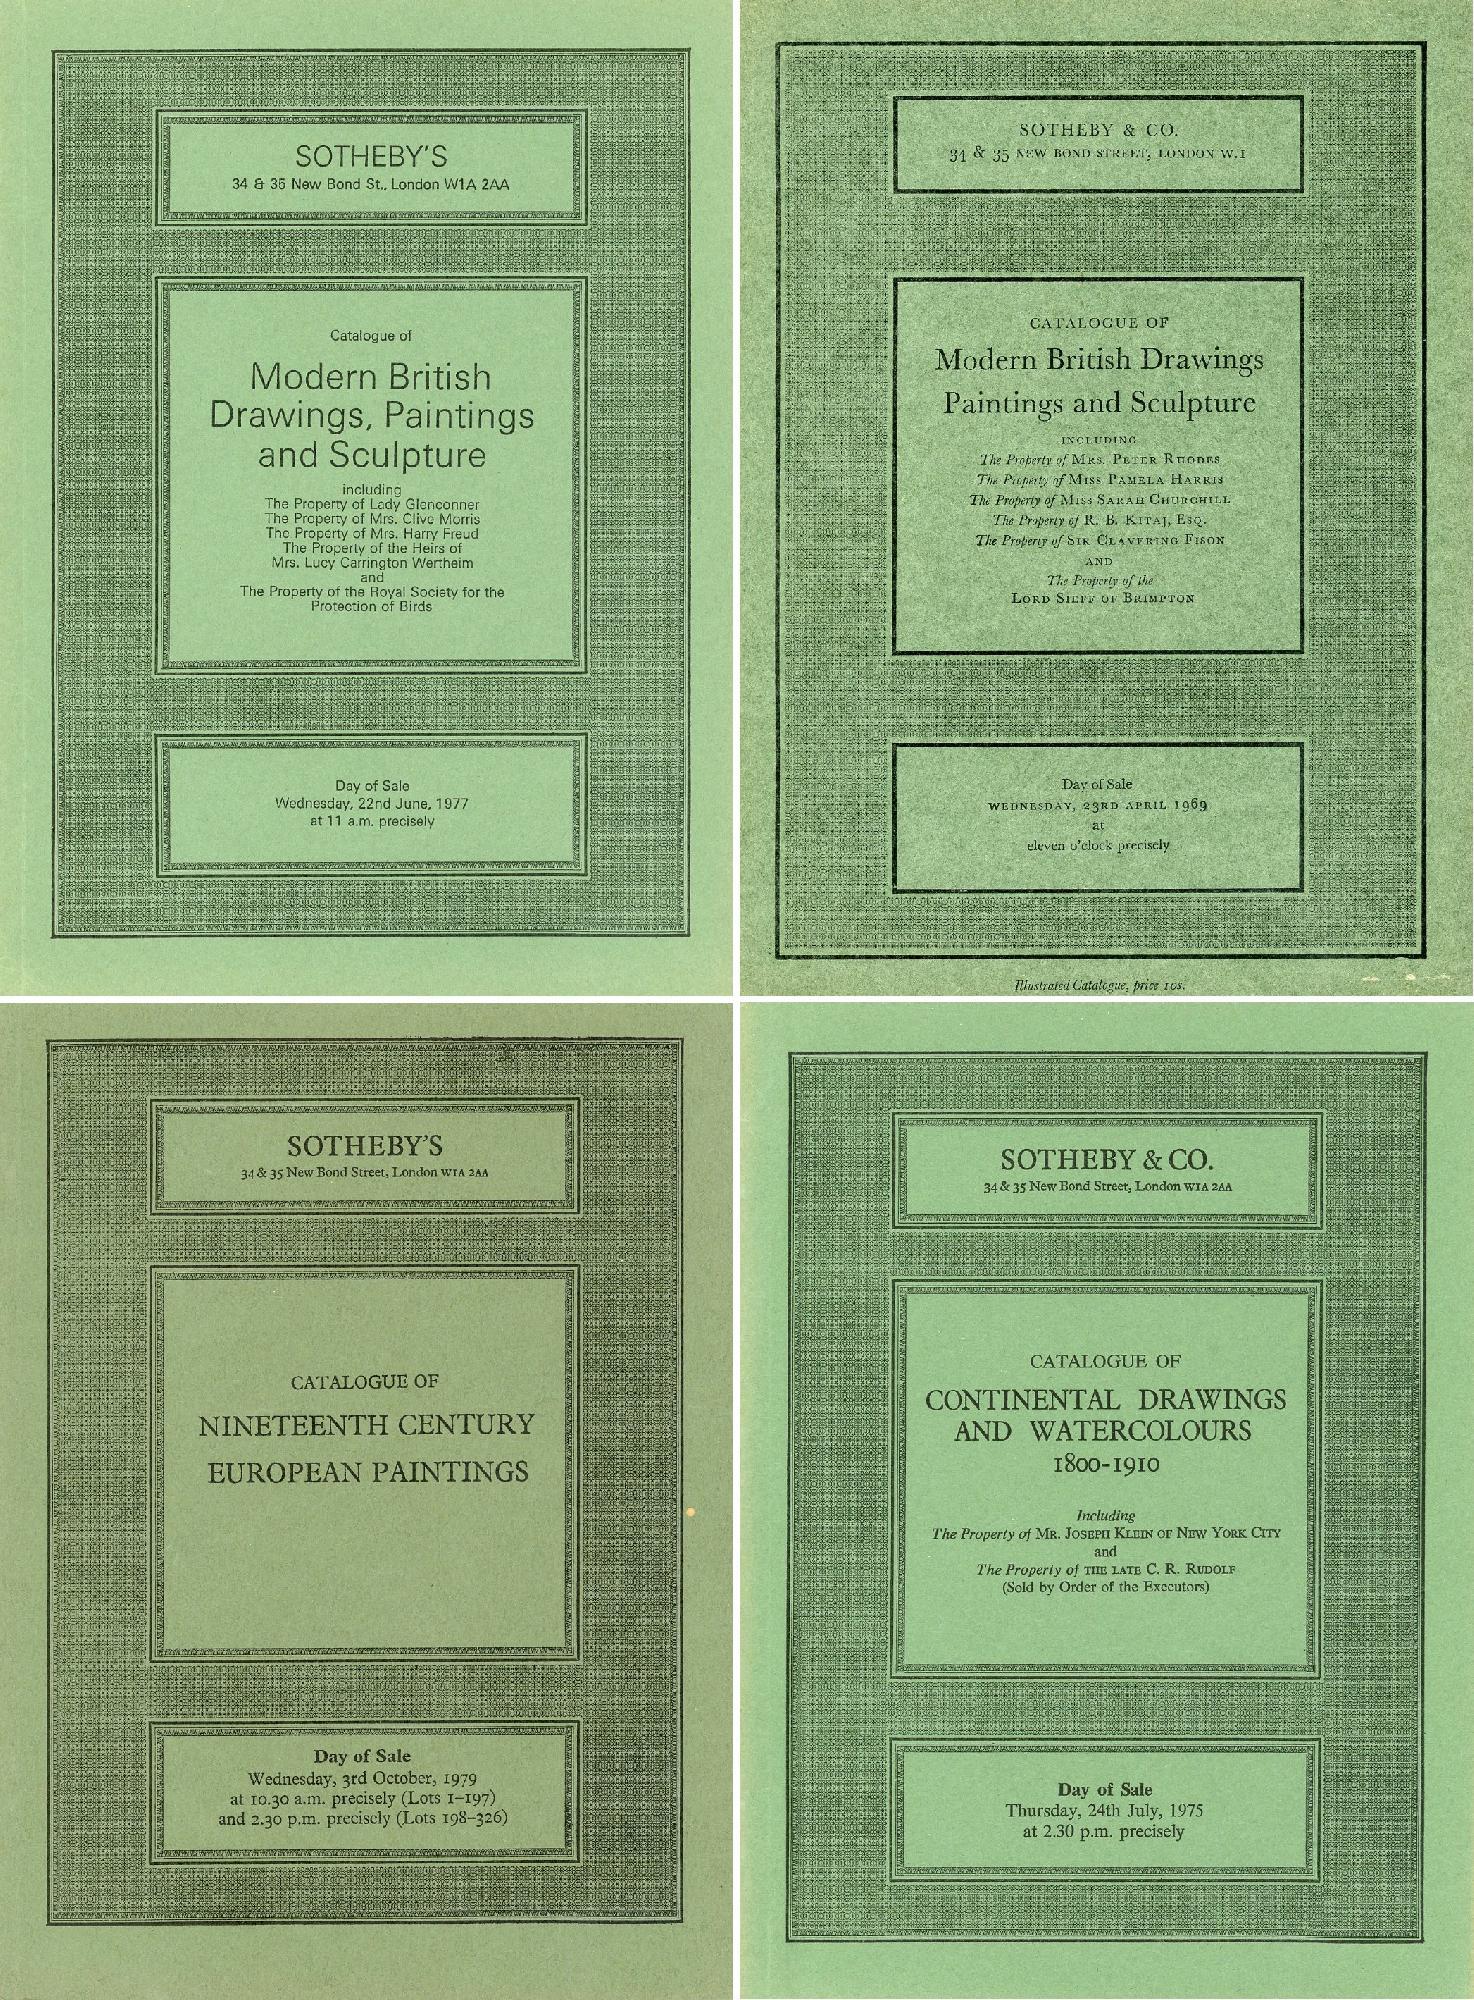 SOTHEBY'S
34 & 35 New Bond St., London W1A 2AA
Catalogue of
Modern British
Drawings, Paintings
and Sculpture
including
The Property of Lady Glenconner
The Property of Mrs. Clive Morris
The Property of Mrs. Harry Freud
The Property of the Heirs of
Mrs. Lucy Carrington Wertheim
and
The Property of the Royal Society for the
Protection of Birds
Day of Sale
Wednesday, 22nd June, 1977
at 11 a.m. precisely
SOTHEBY & CO.
34 & 35 NEW BOND STREET, LONDON W.1
CATALOGUE OF
Modern British Drawings
Paintings and Sculpture
INCLUDING
The Property of MRS. PETER RHODES
The Property of MISS PAMELA HARRIS
The Property of MISS SARAH CHURCHILL
The Property of R. B. KITAJ, ESQ.
The Property of SIR CLAVERING FISON
AND
The Property of the
LORD SIEFF OF BRIMPTON
Day of Sale
WEDNESDAY, 23RD APRIL 1969
at
eleven o'clock precisely
Illustrated Catalogue, price 10s.
SOTHEBY'S
34 & 35 New Bond Street, London W1A 2AA
CATALOGUE OF
NINETEENTH CENTURY
EUROPEAN PAINTINGS
Day of Sale
Wednesday, 3rd October, 1979
at 10.30 a.m. precisely (Lots 1–197)
and 2.30 p.m. precisely (Lots 198–326)
SOTHEBY & CO.
34 & 35 New Bond Street, London W1A 2AA
CATALOGUE OF
CONTINENTAL DRAWINGS
AND WATERCOLOURS
1800-1910
Including
The Property of MR. JOSEPH KLEIN OF NEW YORK CITY
and
The Property of THE LATE C. R. RUDOLF
(Sold by Order of the Executors)
Day of Sale
Thursday, 24th July, 1975
at 2.30 p.m. precisely